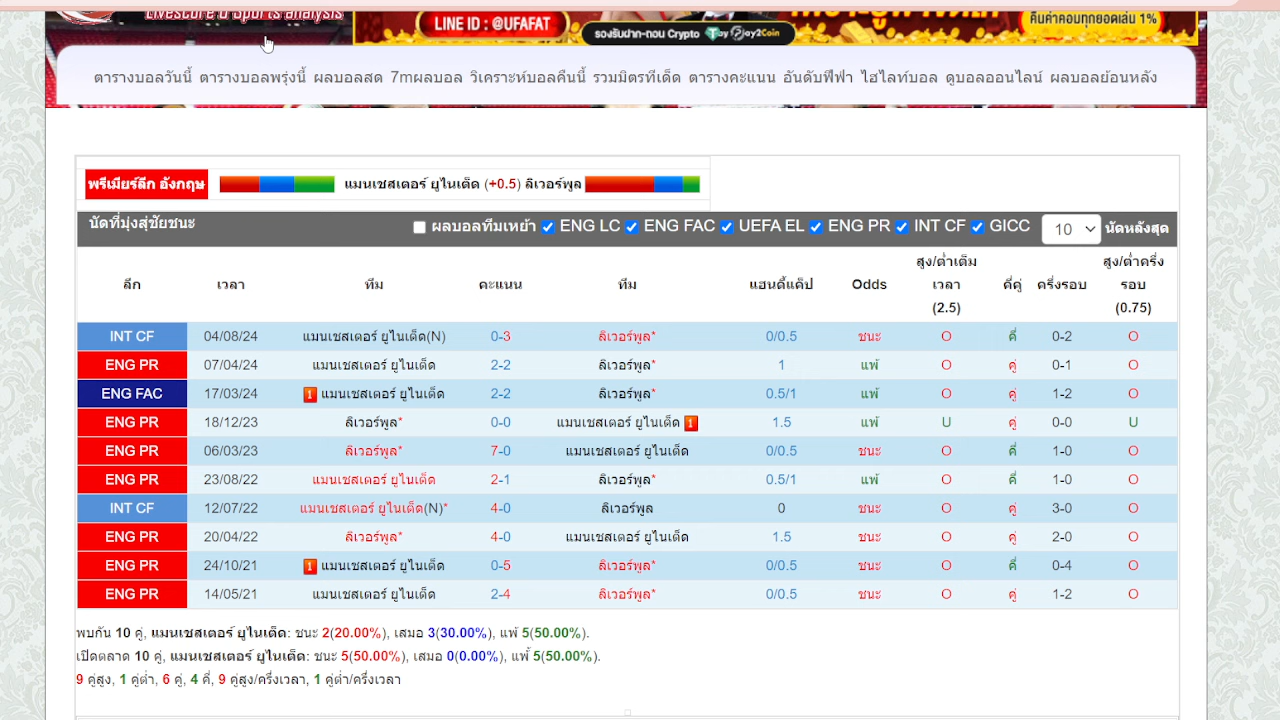 Livescore & Sports analysis
LINE ID : @UFAFAT
รองรับฝาก-ถอน Crypto Tay Pay2Coin
คืนค่าคอมทุกยอดเล่น 1%
ตารางบอลวันนี้ ตารางบอลพรุ่งนี้ ผลบอลสด 7mผลบอล วิเคราะห์บอลคืนนี้ รวมมิตรทีเด็ด ตารางคะแนน อันดับฟีฟ่า ไฮไลท์บอล ดูบอลออนไลน์ ผลบอลย้อนหลัง
พรีเมียร์ลีก อังกฤษ แมนเชสเตอร์ ยูไนเต็ด (+0.5) ลิเวอร์พูล
นัดที่มุ่งสุ่ชัยชนะ ผลบอลทีมเหย้า ENG LC ENG FAC UEFA EL ENG PR INT CF GICC 10 นัดหลังสุด
ลีก เวลา ทีม คะแนน ทีม แฮนดี้แค็ป Odds สูง/ต่ำเต็มเวลา (2.5) คี่คู่ ครึ่งรอบ สูง/ต่ำครึ่งรอบ (0.75)
INT CF 04/08/24 แมนเชสเตอร์ ยูไนเต็ด(N) 0-3 ลิเวอร์พูล* 0/0.5 ชนะ O คี่ 0-2 O
ENG PR 07/04/24 แมนเชสเตอร์ ยูไนเต็ด 2-2 ลิเวอร์พูล* 1 แพ้ O คู่ 0-1 O
ENG FAC 17/03/24 1 แมนเชสเตอร์ ยูไนเต็ด 2-2 ลิเวอร์พูล* 0.5/1 แพ้ O คู่ 1-2 O
ENG PR 18/12/23 ลิเวอร์พูล* 0-0 แมนเชสเตอร์ ยูไนเต็ด 1 1.5 แพ้ U คู่ 0-0 U
ENG PR 06/03/23 ลิเวอร์พูล* 7-0 แมนเชสเตอร์ ยูไนเต็ด 0/0.5 ชนะ O คี่ 1-0 O
ENG PR 23/08/22 แมนเชสเตอร์ ยูไนเต็ด 2-1 ลิเวอร์พูล* 0.5/1 แพ้ O คี่ 1-0 O
INT CF 12/07/22 แมนเชสเตอร์ ยูไนเต็ด(N)* 4-0 ลิเวอร์พูล 0 ชนะ O คู่ 3-0 O
ENG PR 20/04/22 ลิเวอร์พูล* 4-0 แมนเชสเตอร์ ยูไนเต็ด 1.5 ชนะ O คู่ 2-0 O
ENG PR 24/10/21 1 แมนเชสเตอร์ ยูไนเต็ด 0-5 ลิเวอร์พูล* 0/0.5 ชนะ O คี่ 0-4 O
ENG PR 14/05/21 แมนเชสเตอร์ ยูไนเต็ด 2-4 ลิเวอร์พูล* 0/0.5 ชนะ O คู่ 1-2 O
พบกัน 10 คู่, แมนเชสเตอร์ ยูไนเต็ด: ชนะ 2(20.00%), เสมอ 3(30.00%), แพ้ 5(50.00%).
เปิดตลาด 10 คู่, แมนเชสเตอร์ ยูไนเต็ด: ชนะ 5(50.00%), เสมอ 0(0.00%), แพ้ 5(50.00%).
9 คู่สูง, 1 คู่ต่ำ, 6 คู่, 4 คี่, 9 คู่สูง/ครึ่งเวลา, 1 คู่ต่ำ/ครึ่งเวลา